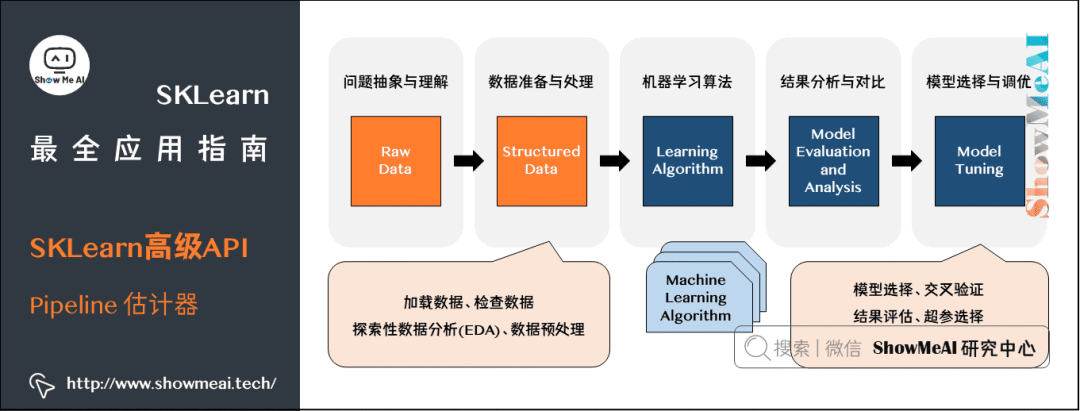 Show Me AI
SKLearn
最全应用指南
SKLearn高级API
Pipeline 估计器
http://www.showmeai.tech/
问题抽象与理解
数据准备与处理
机器学习算法
结果分析与对比
模型选择与调优
Raw
Data
Structured
Data
Learning
Algorithm
Model
Evaluation
and
Analysis
Model
Tuning
ShowMeAI
加载数据、检查数据
探索性数据分析(EDA)、数据预处理
Machine
Learning
Algorithm
模型选择、交叉验证
结果评估、超参选择
搜索 | 微信 ShowMeAI 研究中心